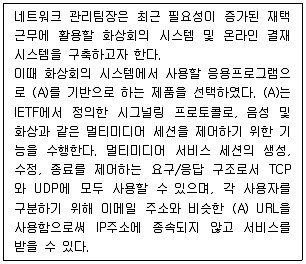 네트워크 관리팀장은 최근 필요성이 증가된 재택
근무에 활용할 화상회의 시스템 및 온라인 결재
시스템을 구축하고자 한다.
이때 화상회의 시스템에서 사용할 응용프로그램으
로 (A)를 기반으로 하는 제품을 선택하였다. (A)는
IETF에서 정의한 시그널링 프로토콜로, 음성 및
화상과 같은 멀티미디어 세션을 제어하기 위한 기
능을 수행한다. 멀티미디어 서비스 세션의 생성,
수정, 종료를 제어하는 요구/응답 구조로서 TCP
와 UDP에 모두 사용할 수 있으며, 각 사용자를
구분하기 위해 이메일 주소와 비슷한 (A) URL을
사용함으로써 IP주소에 종속되지 않고 서비스를
받을 수 있다.